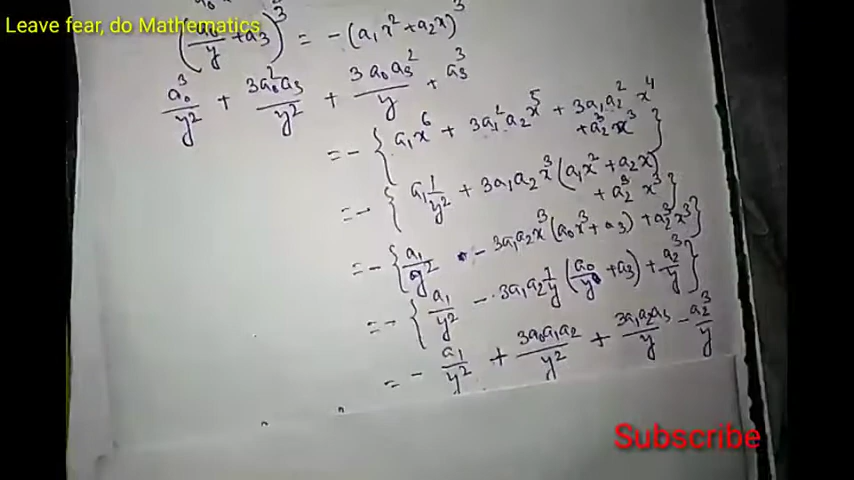 Leave fear, do Mathematics
(a₀/y + a₃)³ = -(a₁x² + a₂x)³
a₀³/y² + 3a₀²a₃/y² + 3a₀a₃²/y + a₃³
= -{a₁x⁶ + 3a₁²a₂x⁵ + 3a₁a₂²x⁴
+ a₂³x³}
= -{a₁ 1/y² + 3a₁a₂x³(a₁x² + a₂x)
+ a₂³x³}
= -{a₁/y² - 3a₁a₂x³(a₀x³ + a₃) + a₂³x³}
= -{a₁/y² - 3a₁a₂ 1/y (a₀/y + a₃) + a₂³/y}
= - a₁/y² + 3a₀a₁a₂/y² + 3a₁a₂a₃/y - a₂³/y
Subscribe